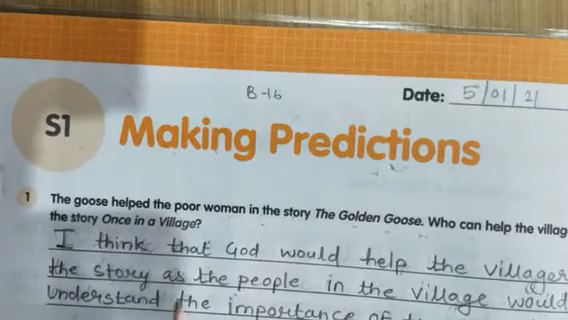 B-16
Date: 5/01/21
S1
Making Predictions
1 The goose helped the poor woman in the story The Golden Goose. Who can help the villag
the story Once in a Village?
I think that God would help the villager
the story as the people in the village would
understand the importance of